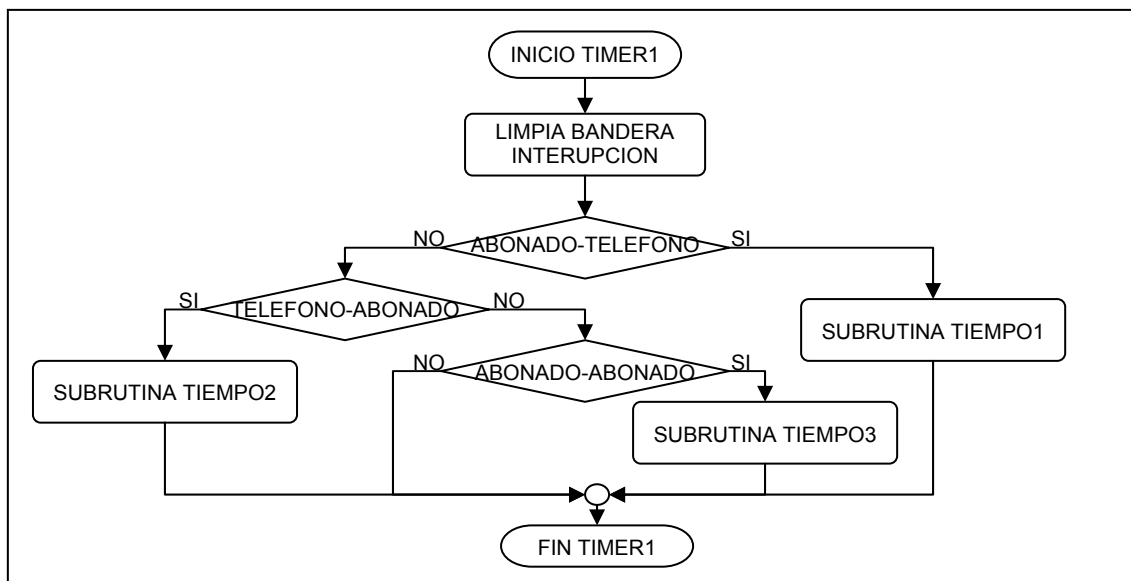 INICIO TIMER1
LIMPIA BANDERA
INTERUPCION
NO
ABONADO-TELEFONO
SI
SI
TELEFONO-ABONADO
NO
SUBRUTINA TIEMPO1
NO
ABONADO-ABONADO
SI
SUBRUTINA TIEMPO2
SUBRUTINA TIEMPO3
FIN TIMER1